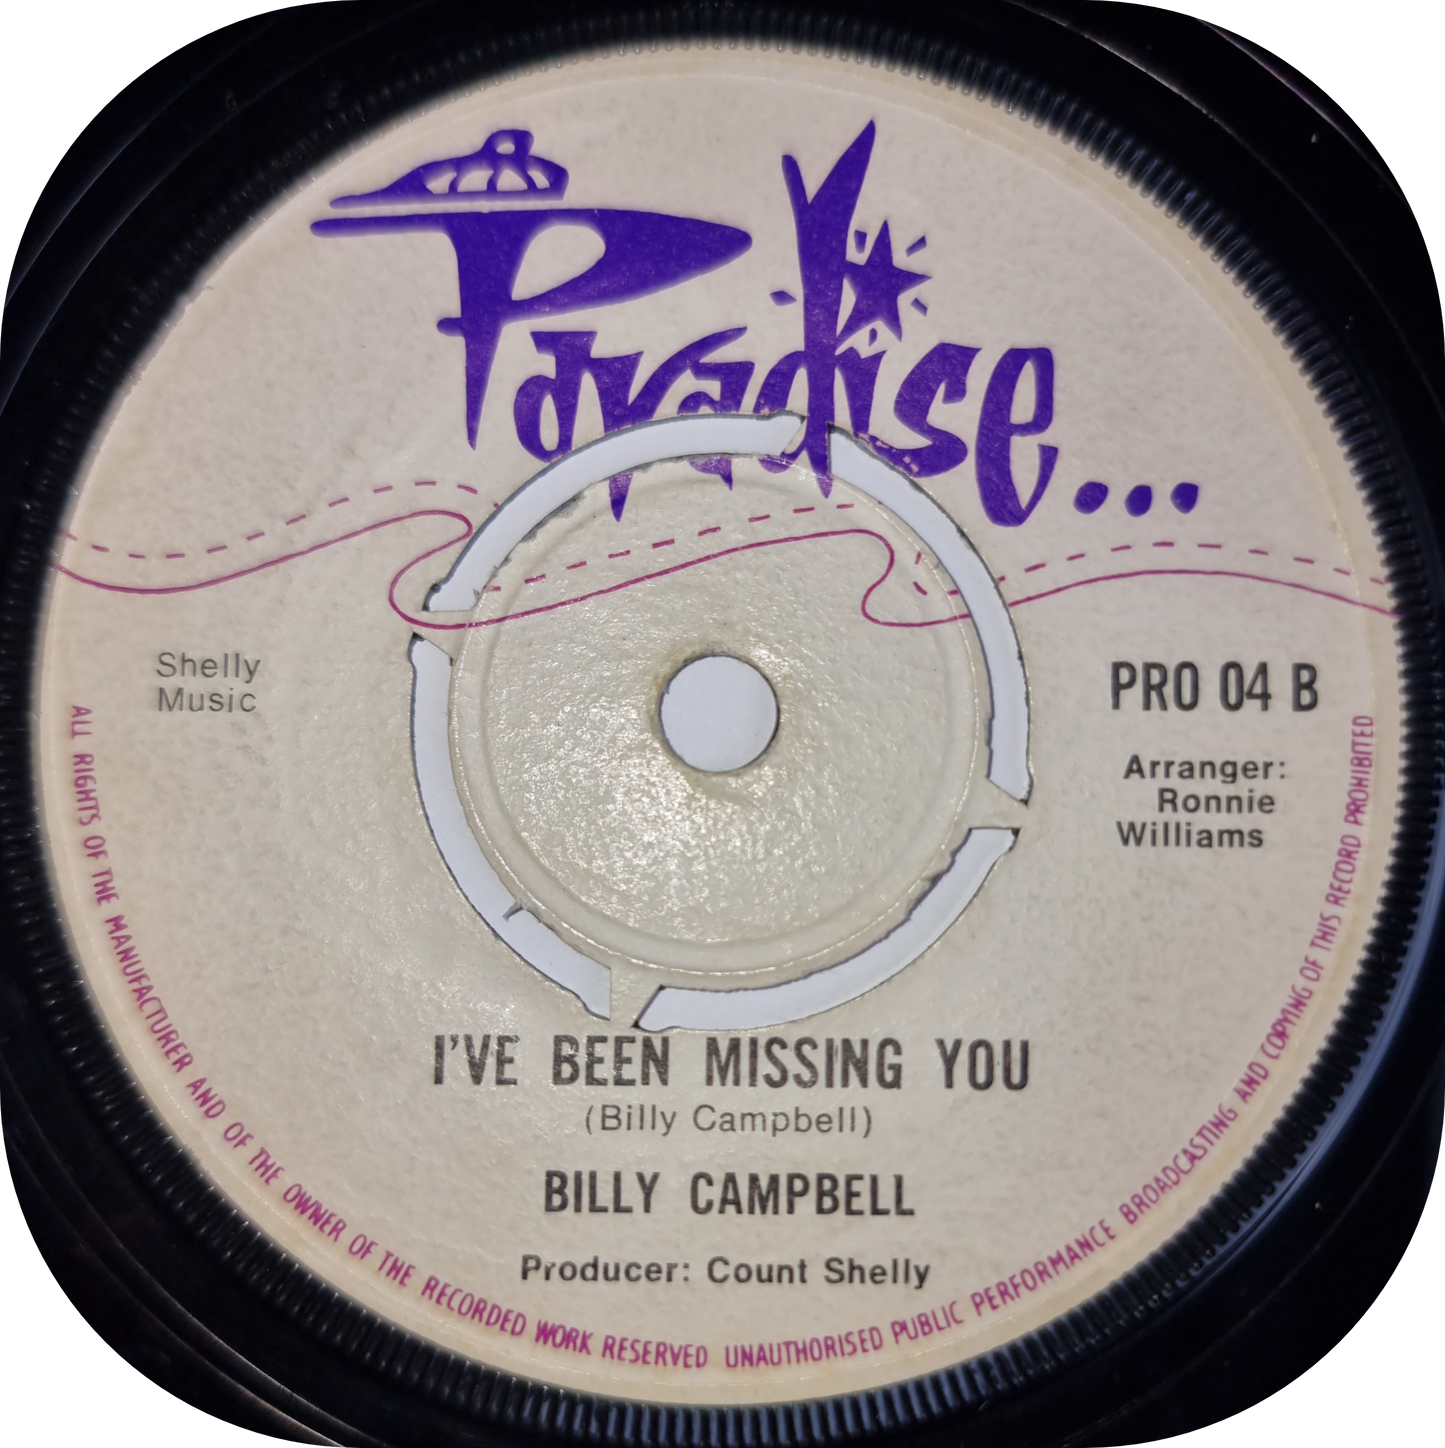 Paradise...
Shelly
Music
PRO 04 B
Arranger:
Ronnie
Williams
I'VE BEEN MISSING YOU
(Billy Campbell)
BILLY CAMPBELL
Producer: Count Shelly
ALL RIGHTS OF THE MANUFACTURER AND OF THE OWNER OF THE RECORDED WORK RESERVED UNAUTHORISED PUBLIC PERFORMANCE BROADCASTING AND COPYING OF THIS RECORD PROHIBITED